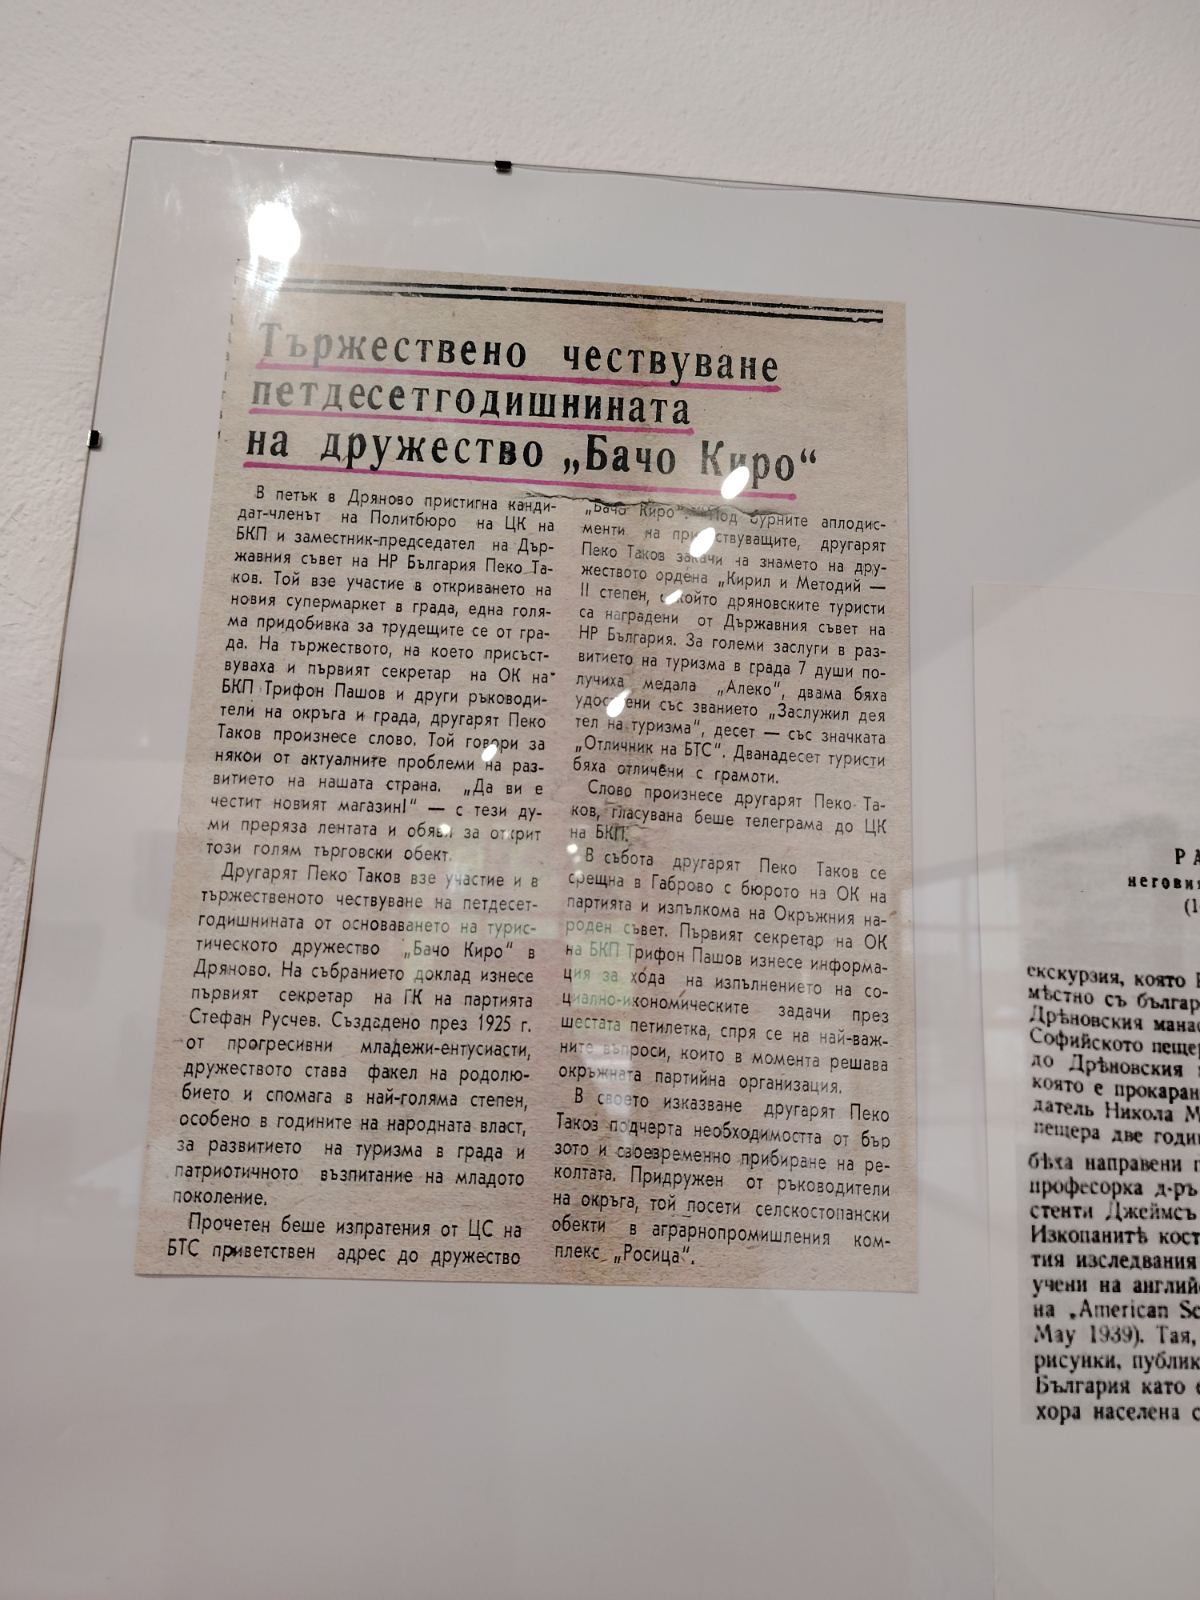 Тържествено честvуване
петдесетгодишнината
на дружество „Бачо Киро“
В петък в Дряново пристигна канди-
дат-членът на Политбюро на ЦК на
БКП и заместник-председател на Дър-
жавния съвет на НР България Пеко Та-
ков. Той взе участие в откриването на
новия супермаркет в града, една голя-
ма придобивка за трудещите се от гра-
да. На тържеството, на което присъст-
вуваха и първият секретар на ОК на
БКП Трифон Пашов и други ръководи-
тели на окръга и града, другарят Пеко
Таков произнесе слово. Той говори за
някои от актуалните проблеми на раз-
витието на нашата страна. „Да ви е
честит новият магазин!“ — с тези ду-
ми преряза лентата и обяви за открит
този голям търговски обект.
Другарят Пеко Таков взе участие и в
тържественото честvуване на петдесет-
годишнината от основаването на турис-
тическото дружество „Бачо Киро“ в
Дряново. На събранието доклад изнесе
първият секретар на ГК на партията
Стефан Русчев. Създадено през 1925 г.
от прогресивни младежи-ентусиасти,
дружеството става факел на родолю-
бието и спомага в най-голяма степен,
особено в годините на народната власт,
за развитието на туризма в града и
патриотичното възпитание на младото
поколение.
Прочетен беше изпратения от ЦС на
БТС приветствен адрес до дружество
„Бачо Киро“. Под бурните аплодис-
менти на присъствуващите, другарят
Пеко Таков закачи на знамето на дру-
жеството ордена „Кирил и Методий —
II степен, с който дряновските туристи
са наградени от Държавния съвет на
НР България. За големи заслуги в раз-
витието на туризма в града 7 души по-
лучиха медала „Алеко“, двама бяха
удостоени със званието „Заслужил дея
тел на туризма“, десет — със значката
„Отличник на БТС“. Дванадесет туристи
бяха отличени с грамоти.
Слово произнесе другарят Пеко Та-
ков, гласувана беше телеграма до ЦК
на БКП.
В събота другарят Пеко Таков се
срещна в Габрово с бюрото на ОК на
партията и изпълкома на Окръжния на-
роден съвет. Първият секретар на ОК
на БКП Трифон Пашов изнесе информа-
ция за хода на изпълнението на со-
циално-икономическите задачи през
шестата петилетка, спря се на най-важ-
ните въпроси, които в момента решава
окръжната партийна организация.
В своето изказване другарят Пеко
Таков подчерта необходимостта от бър
зото и своевременно прибиране на ре-
колтата. Придружен от ръководители
на окръга, той посети селскостопански
обекти в аграрнопромишления ком-
плекс „Росица“.
РА
негови
(1
екскурзия, която
мѣстно съ българ
Дрѣновския мана
Софийското пеще
до Дрѣновския
която е прокаран
датель Никола М
пещера две годи
бѣха направени
професорка д-ръ
стенти Джеймсъ
Изкопанитѣ кост
тия изследвания
учени на англий
на „American Sc
May 1939). Тая,
рисунки, публик
България като
хора населена с